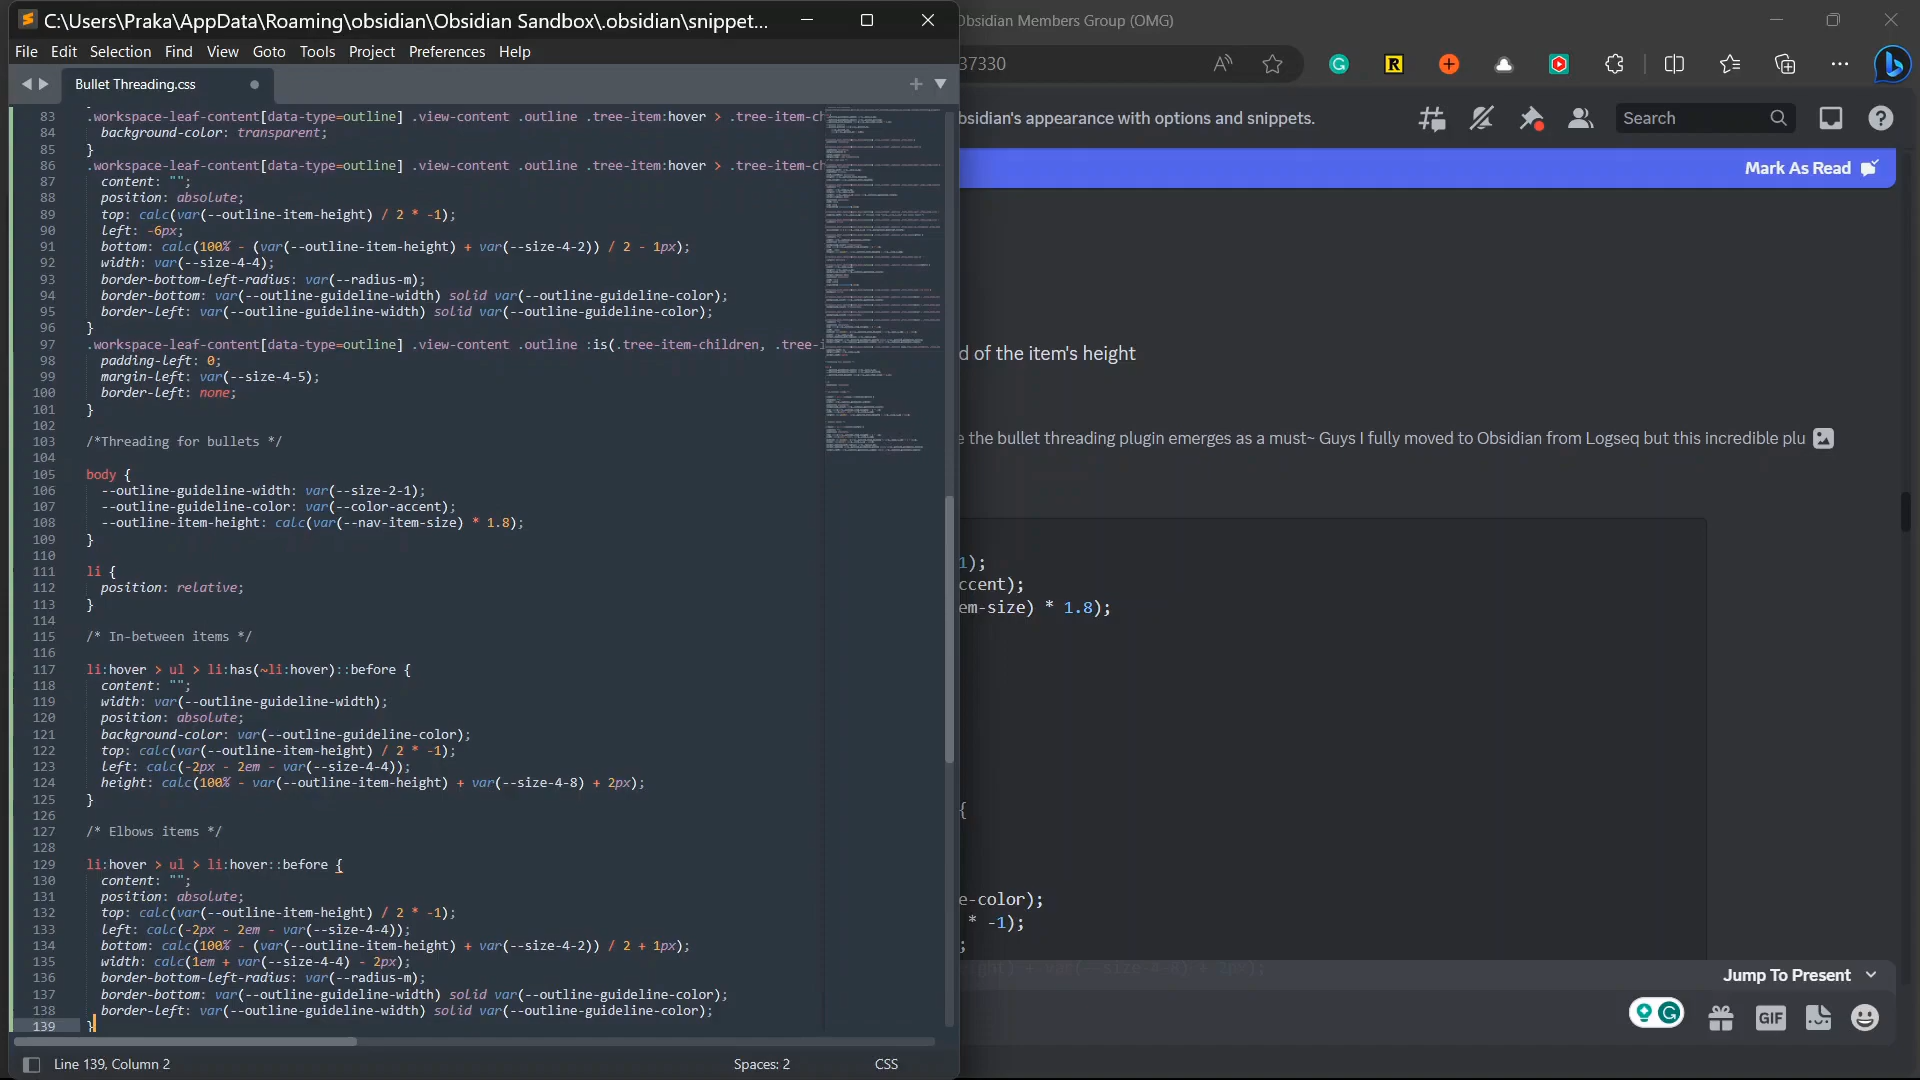 C:\Users\Praka\AppData\Roaming\obsidian\Obsidian Sandbox\.obsidian\snippet...
File Edit Selection Find View Goto Tools Project Preferences Help
Bullet Threading.css
83 .workspace-leaf-content[data-type=outline] .view-content .outline .tree-item:hover > .tree-item-ch
84 background-color: transparent;
85 }
86 .workspace-leaf-content[data-type=outline] .view-content .outline .tree-item:hover > .tree-item-ch
87 content: "";
88 position: absolute;
89 top: calc(var(--outline-item-height) / 2 * -1);
90 left: -6px;
91 bottom: calc(100% - (var(--outline-item-height) + var(--size-4-2)) / 2 - 1px);
92 width: var(--size-4-4);
93 border-bottom-left-radius: var(--radius-m);
94 border-bottom: var(--outline-guideline-width) solid var(--outline-guideline-color);
95 border-left: var(--outline-guideline-width) solid var(--outline-guideline-color);
96 }
97 .workspace-leaf-content[data-type=outline] .view-content .outline :is(.tree-item-children, .tree-i
98 padding-left: 0;
99 margin-left: var(--size-4-5);
100 border-left: none;
101 }
102
103 /*Threading for bullets */
104
105 body {
106 --outline-guideline-width: var(--size-2-1);
107 --outline-guideline-color: var(--color-accent);
108 --outline-item-height: calc(var(--nav-item-size) * 1.8);
109 }
110
111 li {
112 position: relative;
113 }
114
115 /* In-between items */
116
117 li:hover > ul > li:has(~li:hover)::before {
118 content: "";
119 width: var(--outline-guideline-width);
120 position: absolute;
121 background-color: var(--outline-guideline-color);
122 top: calc(var(--outline-item-height) / 2 * -1);
123 left: calc(-2px - 2em - var(--size-4-4));
124 height: calc(100% - var(--outline-item-height) + var(--size-4-8) + 2px);
125 }
126
127 /* Elbows items */
128
129 li:hover > ul > li:hover::before {
130 content: "";
131 position: absolute;
132 top: calc(var(--outline-item-height) / 2 * -1);
133 left: calc(-2px - 2em - var(--size-4-4));
134 bottom: calc(100% - (var(--outline-item-height) + var(--size-4-2)) / 2 + 1px);
135 width: calc(1em + var(--size-4-4) - 2px);
136 border-bottom-left-radius: var(--radius-m);
137 border-bottom: var(--outline-guideline-width) solid var(--outline-guideline-color);
138 border-left: var(--outline-guideline-width) solid var(--outline-guideline-color);
139 }
Line 139, Column 2 Spaces: 2 CSS
Obsidian Members Group (OMG)
37330
bsidian's appearance with options and snippets.
Search
Mark As Read
d of the item's height
e the bullet threading plugin emerges as a must~ Guys I fully moved to Obsidian from Logseq but this incredible plu
1);
ccent);
em-size) * 1.8);
{
e-color);
* -1);
;
Jump To Present
GIF